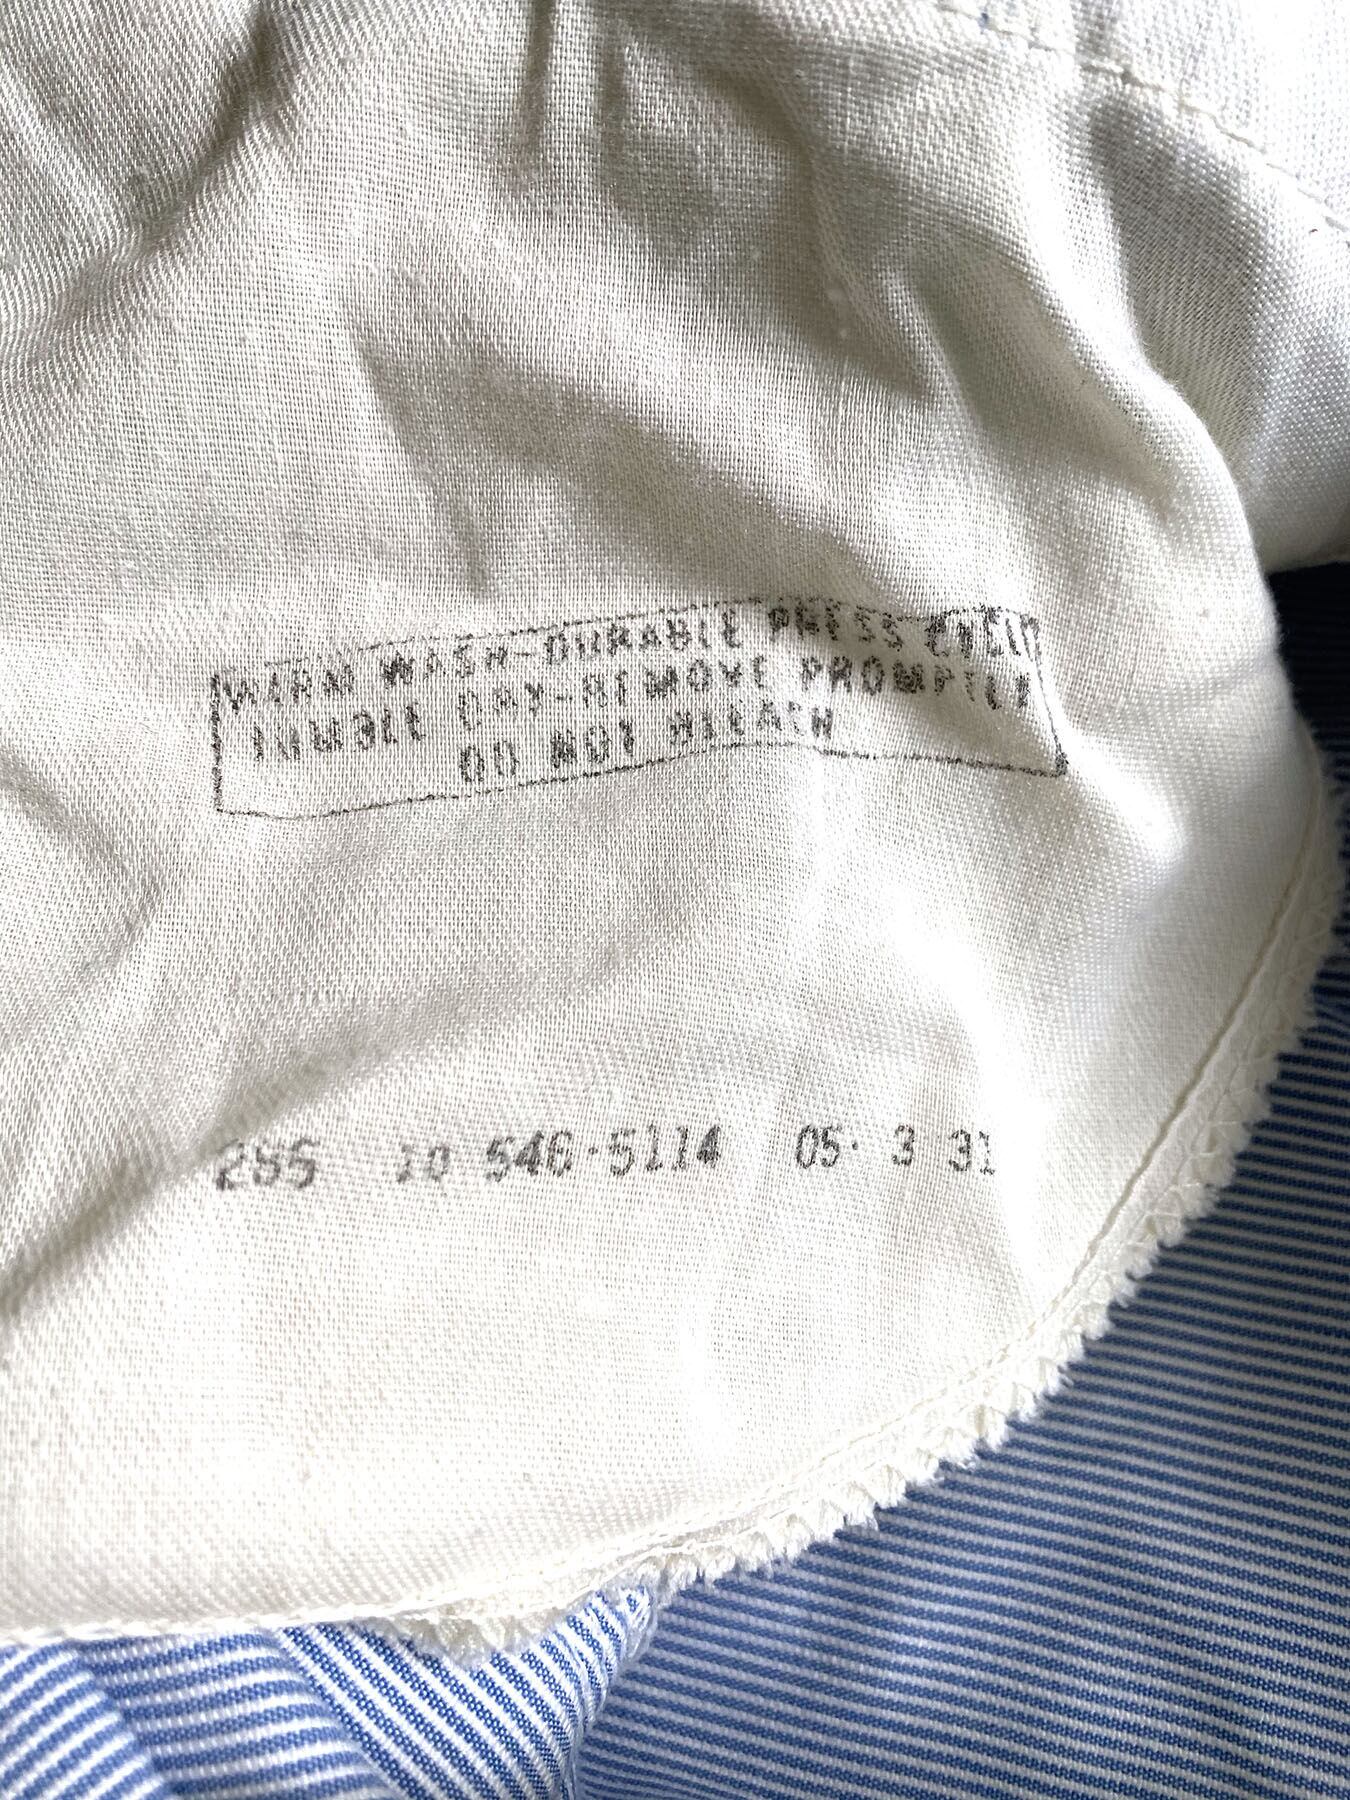 WARM WASH-DURABLE PRESS CYCLE
TUMBLE DRY-REMOVE PROMPTLY
DO NOT BLEACH
255 10 546·5114 05· 3 31